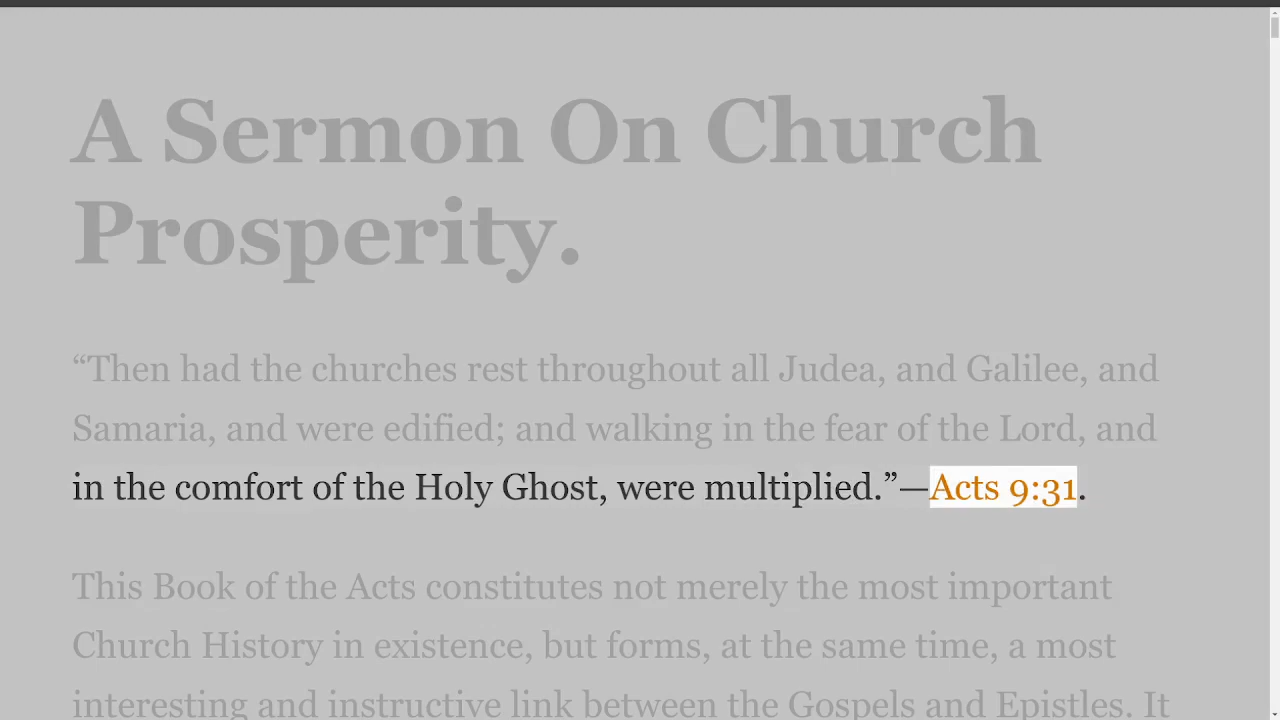 A Sermon On Church
Prosperity.
“Then had the churches rest throughout all Judea, and Galilee, and
Samaria, and were edified; and walking in the fear of the Lord, and
in the comfort of the Holy Ghost, were multiplied.”—Acts 9:31.
This Book of the Acts constitutes not merely the most important
Church History in existence, but forms, at the same time, a most
interesting and instructive link between the Gospels and Epistles. It